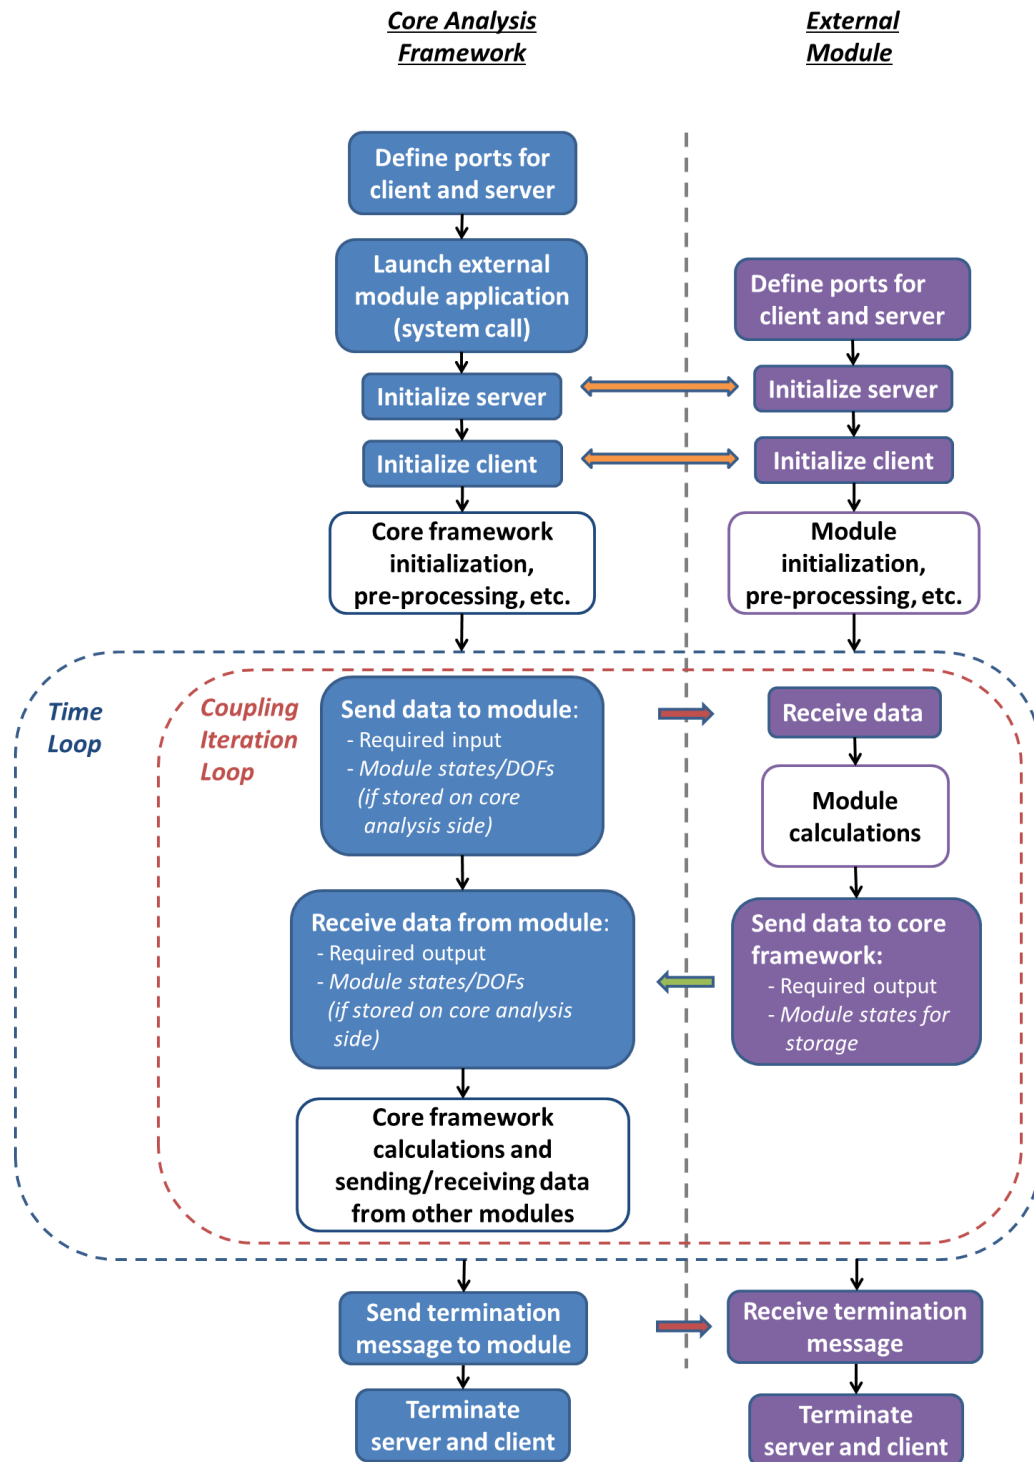 Core Analysis
Framework
External
Module
Define ports for
client and server
Launch external
module application
(system call)
Define ports for
client and server
Initialize server
Initialize server
Initialize client
Initialize client
Core framework
initialization,
pre-processing, etc.
Module
initialization,
pre-processing, etc.
Time
Loop
Coupling
Iteration
Loop
Send data to module:
- Required input
- Module states/DOFs
(if stored on core
analysis side)
Receive data
Module
calculations
Receive data from module:
- Required output
- Module states/DOFs
(if stored on core analysis
side)
Send data to core
framework:
- Required output
- Module states for
storage
Core framework
calculations and
sending/receiving data
from other modules
Send termination
message to module
Receive termination
message
Terminate
server and client
Terminate
server and client